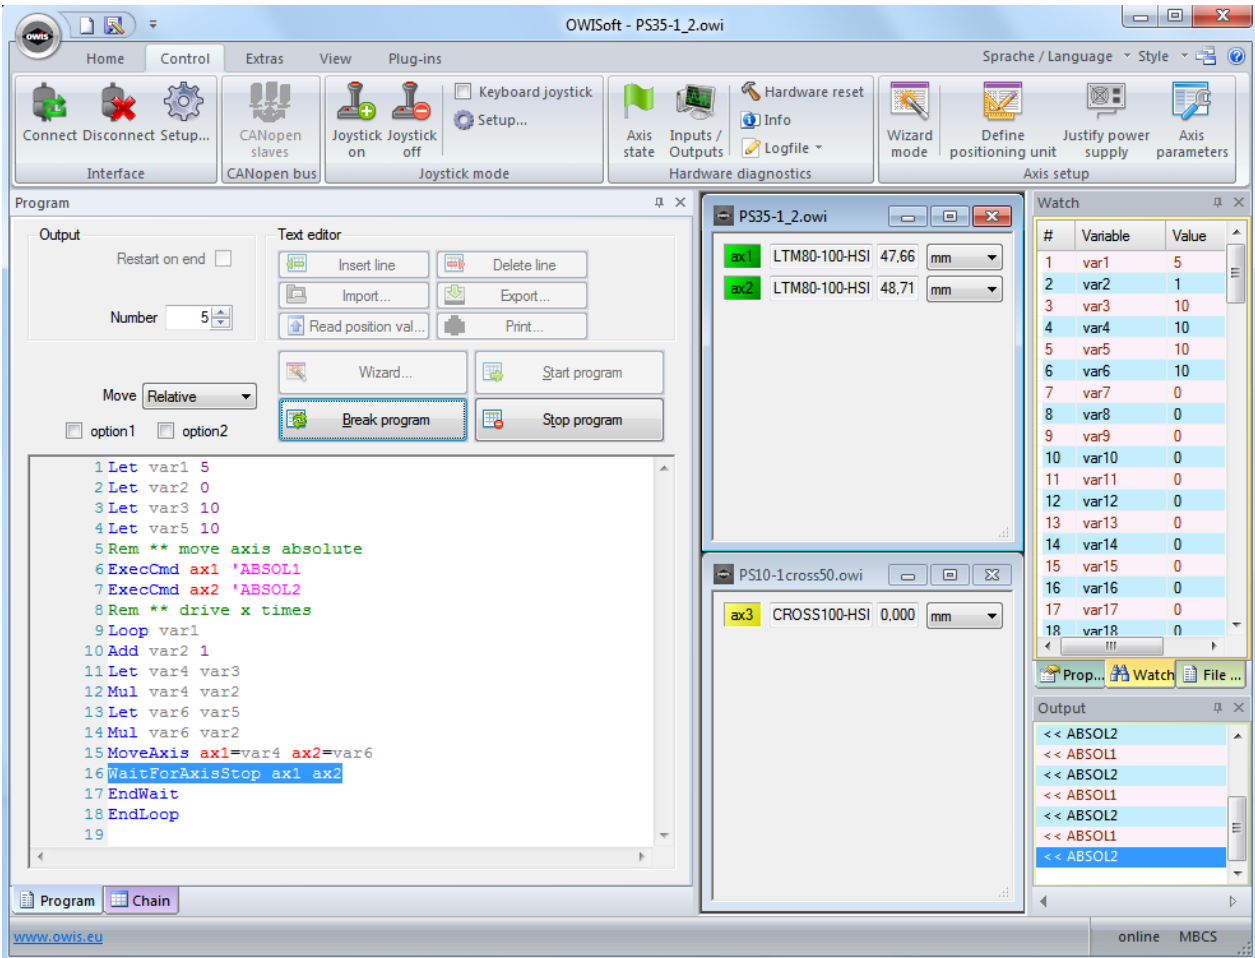 OWISoft - PS35-1_2.owi
owis
Home Control Extras View Plug-ins
Sprache / Language Style
Connect Disconnect Setup...
Interface
CANopen slaves
CANopen bus
Joystick on Joystick off
Keyboard joystick
Setup...
Joystick mode
Axis state Inputs / Outputs
Hardware reset
Info
Logfile
Hardware diagnostics
Wizard mode Define positioning unit Justify power supply Axis parameters
Axis setup
Program
Output
Restart on end
Number 5
Text editor
Insert line Delete line
Import... Export...
Read position val... Print...
Wizard... Start program
Break program Stop program
Move Relative
option1 option2
1 Let var1 5
2 Let var2 0
3 Let var3 10
4 Let var5 10
5 Rem ** move axis absolute
6 ExecCmd ax1 'ABSOL1
7 ExecCmd ax2 'ABSOL2
8 Rem ** drive x times
9 Loop var1
10 Add var2 1
11 Let var4 var3
12 Mul var4 var2
13 Let var6 var5
14 Mul var6 var2
15 MoveAxis ax1=var4 ax2=var6
16 WaitForAxisStop ax1 ax2
17 EndWait
18 EndLoop
19
Program Chain
PS35-1_2.owi
ax1 LTM80-100-HSI 47,66 mm
ax2 LTM80-100-HSI 48,71 mm
PS10-1cross50.owi
ax3 CROSS100-HSI 0,000 mm
Watch
# Variable Value
1 var1 5
2 var2 1
3 var3 10
4 var4 10
5 var5 10
6 var6 10
7 var7 0
8 var8 0
9 var9 0
10 var10 0
11 var11 0
12 var12 0
13 var13 0
14 var14 0
15 var15 0
16 var16 0
17 var17 0
18 var18 0
Prop... Watch File ...
Output
<< ABSOL2
<< ABSOL1
<< ABSOL2
<< ABSOL1
<< ABSOL2
<< ABSOL1
<< ABSOL2
www.owis.eu
online MBCS